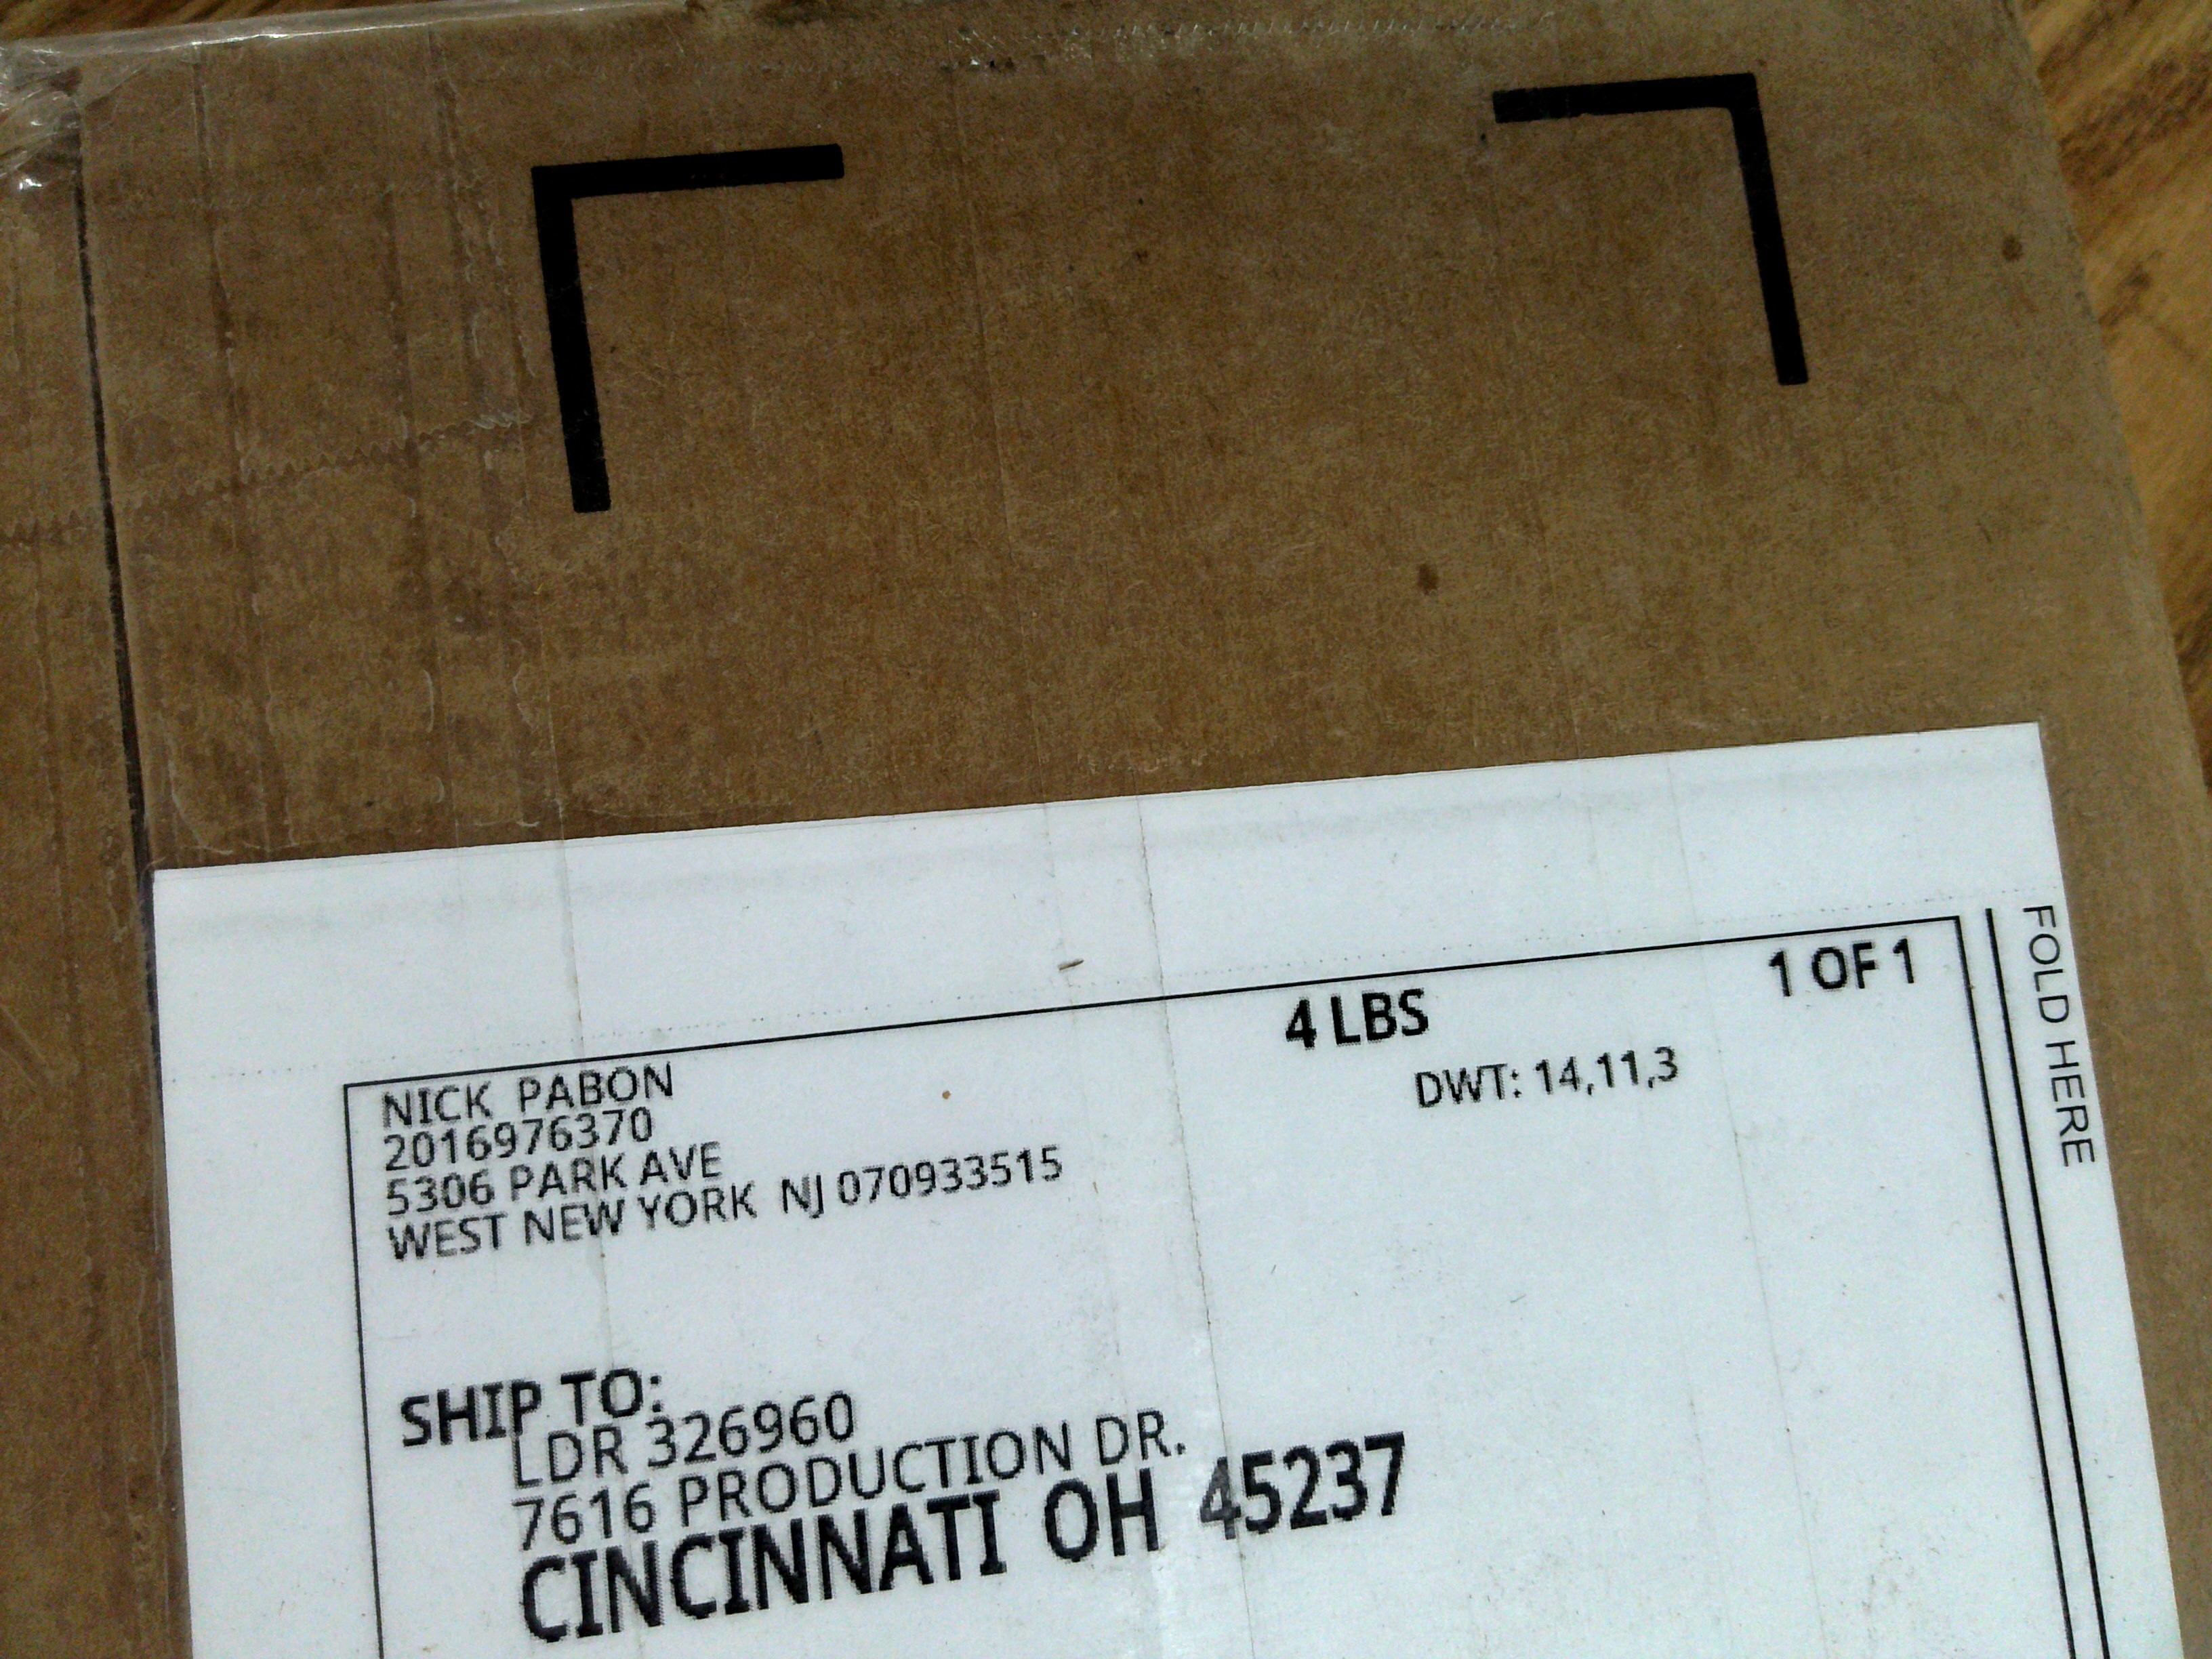 4 LBS
1 OF 1
DWT: 14,11,3
NICK PABON
2016976370
5306 PARK AVE
WEST NEW YORK NJ 070933515
SHIP TO:
LDR 326960
7616 PRODUCTION DR.
CINCINNATI OH 45237
FOLD HERE